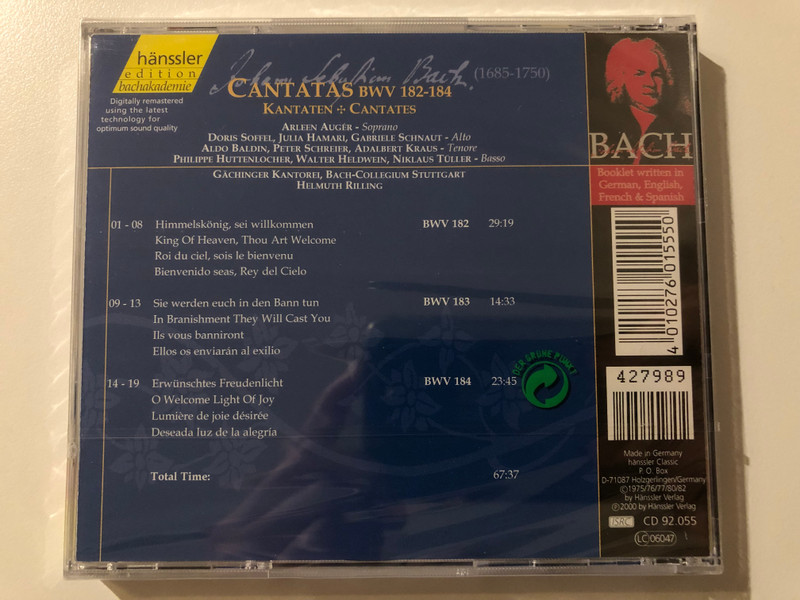 hänssler
edition
bachakademie
Digitally remastered
using the latest
technology for
optimum sound quality
Johann Sebastian Bach. (1685-1750)
CANTATAS BWV 182-184
KANTATEN ✢ CANTATES
ARLEEN AUGÉR - Soprano
DORIS SOFFEL, JULIA HAMARI, GABRIELE SCHNAUT - Alto
ALDO BALDIN, PETER SCHREIER, ADALBERT KRAUS - Tenore
PHILIPPE HUTTENLOCHER, WALTER HELDWEIN, NIKLAUS TÜLLER - Basso
GÄCHINGER KANTOREI, BACH-COLLEGIUM STUTTGART
HELMUTH RILLING
01 - 08 Himmelskönig, sei willkommen BWV 182 29:19
King Of Heaven, Thou Art Welcome
Roi du ciel, sois le bienvenu
Bienvenido seas, Rey del Cielo
09 - 13 Sie werden euch in den Bann tun BWV 183 14:33
In Branishment They Will Cast You
Ils vous banniront
Ellos os enviarán al exilio
14 - 19 Erwünschtes Freudenlicht BWV 184 23:45
O Welcome Light Of Joy
Lumière de joie désirée
Deseada luz de la alegría
Total Time: 67:37
DER GRÜNE PUNKT
BACH
Booklet written in
German, English,
French & Spanish
4 010276 015550
427989
Made in Germany
hänssler Classic
P. O. Box
D-71087 Holzgerlingen/Germany
©1975/76/77/80/82
by Hänssler Verlag
℗2000 by Hänssler Verlag
ISRC CD 92.055
LC 06047